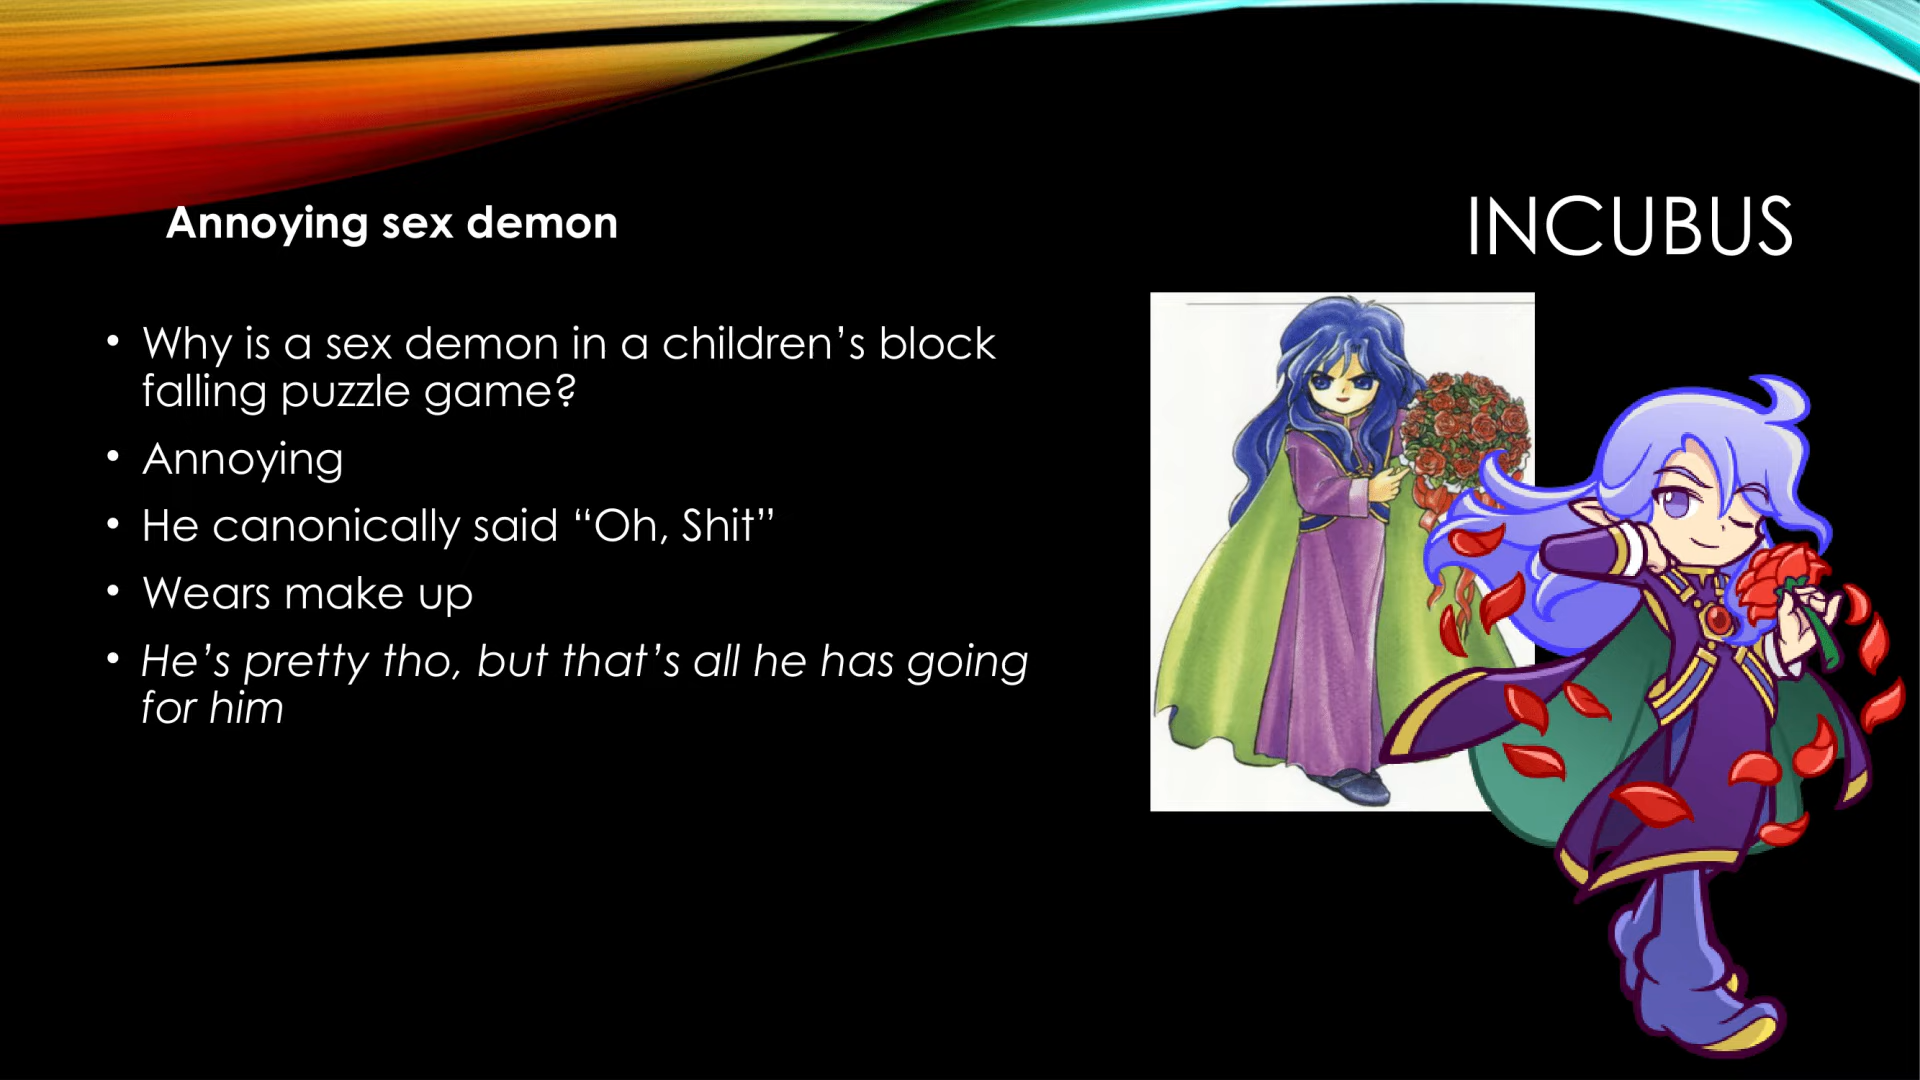 Annoying sex demon
INCUBUS
• Why is a sex demon in a children’s block
falling puzzle game?
• Annoying
• He canonically said “Oh, Shit”
• Wears make up
• He’s pretty tho, but that’s all he has going
for him